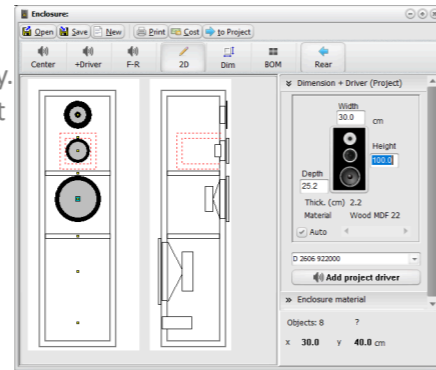 Enclosure:
Open Save New Print Cost to Project
Center +Driver F-R 2D Dim BOM Rear
y.
t
Dimension + Driver (Project)
Width
30.0 cm
Height
100.0
Depth
25.2
Thick. (cm) 2.2
Material Wood MDF 22
Auto
D 2606 922000
Add project driver
Enclosure material
Objects: 8 ?
x 30.0 y 40.0 cm